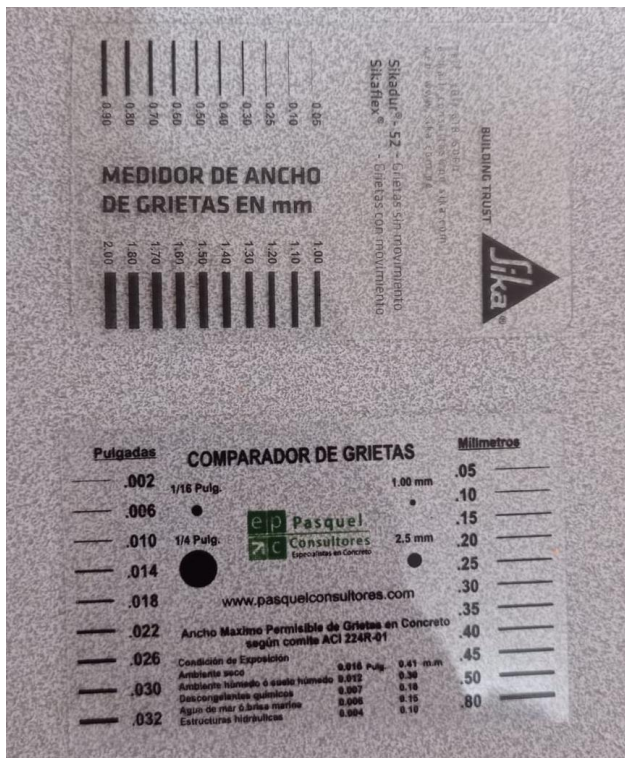 0.90
0.80
0.70
0.60
0.50
0.40
0.30
0.25
0.10
0.05
MEDIDOR DE ANCHO
DE GRIETAS EN mm
2.00
1.80
1.70
1.60
1.50
1.40
1.30
1.20
1.10
1.00
Sikadur® - 52 - Grietas sin movimiento
Sikaflex® - Grietas con movimiento
BUILDING TRUST
Sika®
COMPARADOR DE GRIETAS
Pulgadas
.002
.006
.010
.014
.018
.022
.026
.030
.032
1/16 Pulg.
1/4 Pulg.
ep Pasquel
c Consultores
Especialistas en Concreto
1.00 mm
2.5 mm
www.pasquelconsultores.com
Ancho Maximo Permisible de Grietas en Concreto
según comite ACI 224R-01
Condición de Exposición
Ambiente seco 0.016 Pulg. 0.41 m.m
Ambiente húmedo ó suelo húmedo 0.012 0.30
Descongelantes químicos 0.007 0.18
Agua de mar ó brisa marina 0.006 0.15
Estructuras hidráulicas 0.004 0.10
Milímetros
.05
.10
.15
.20
.25
.30
.35
.40
.45
.50
.80